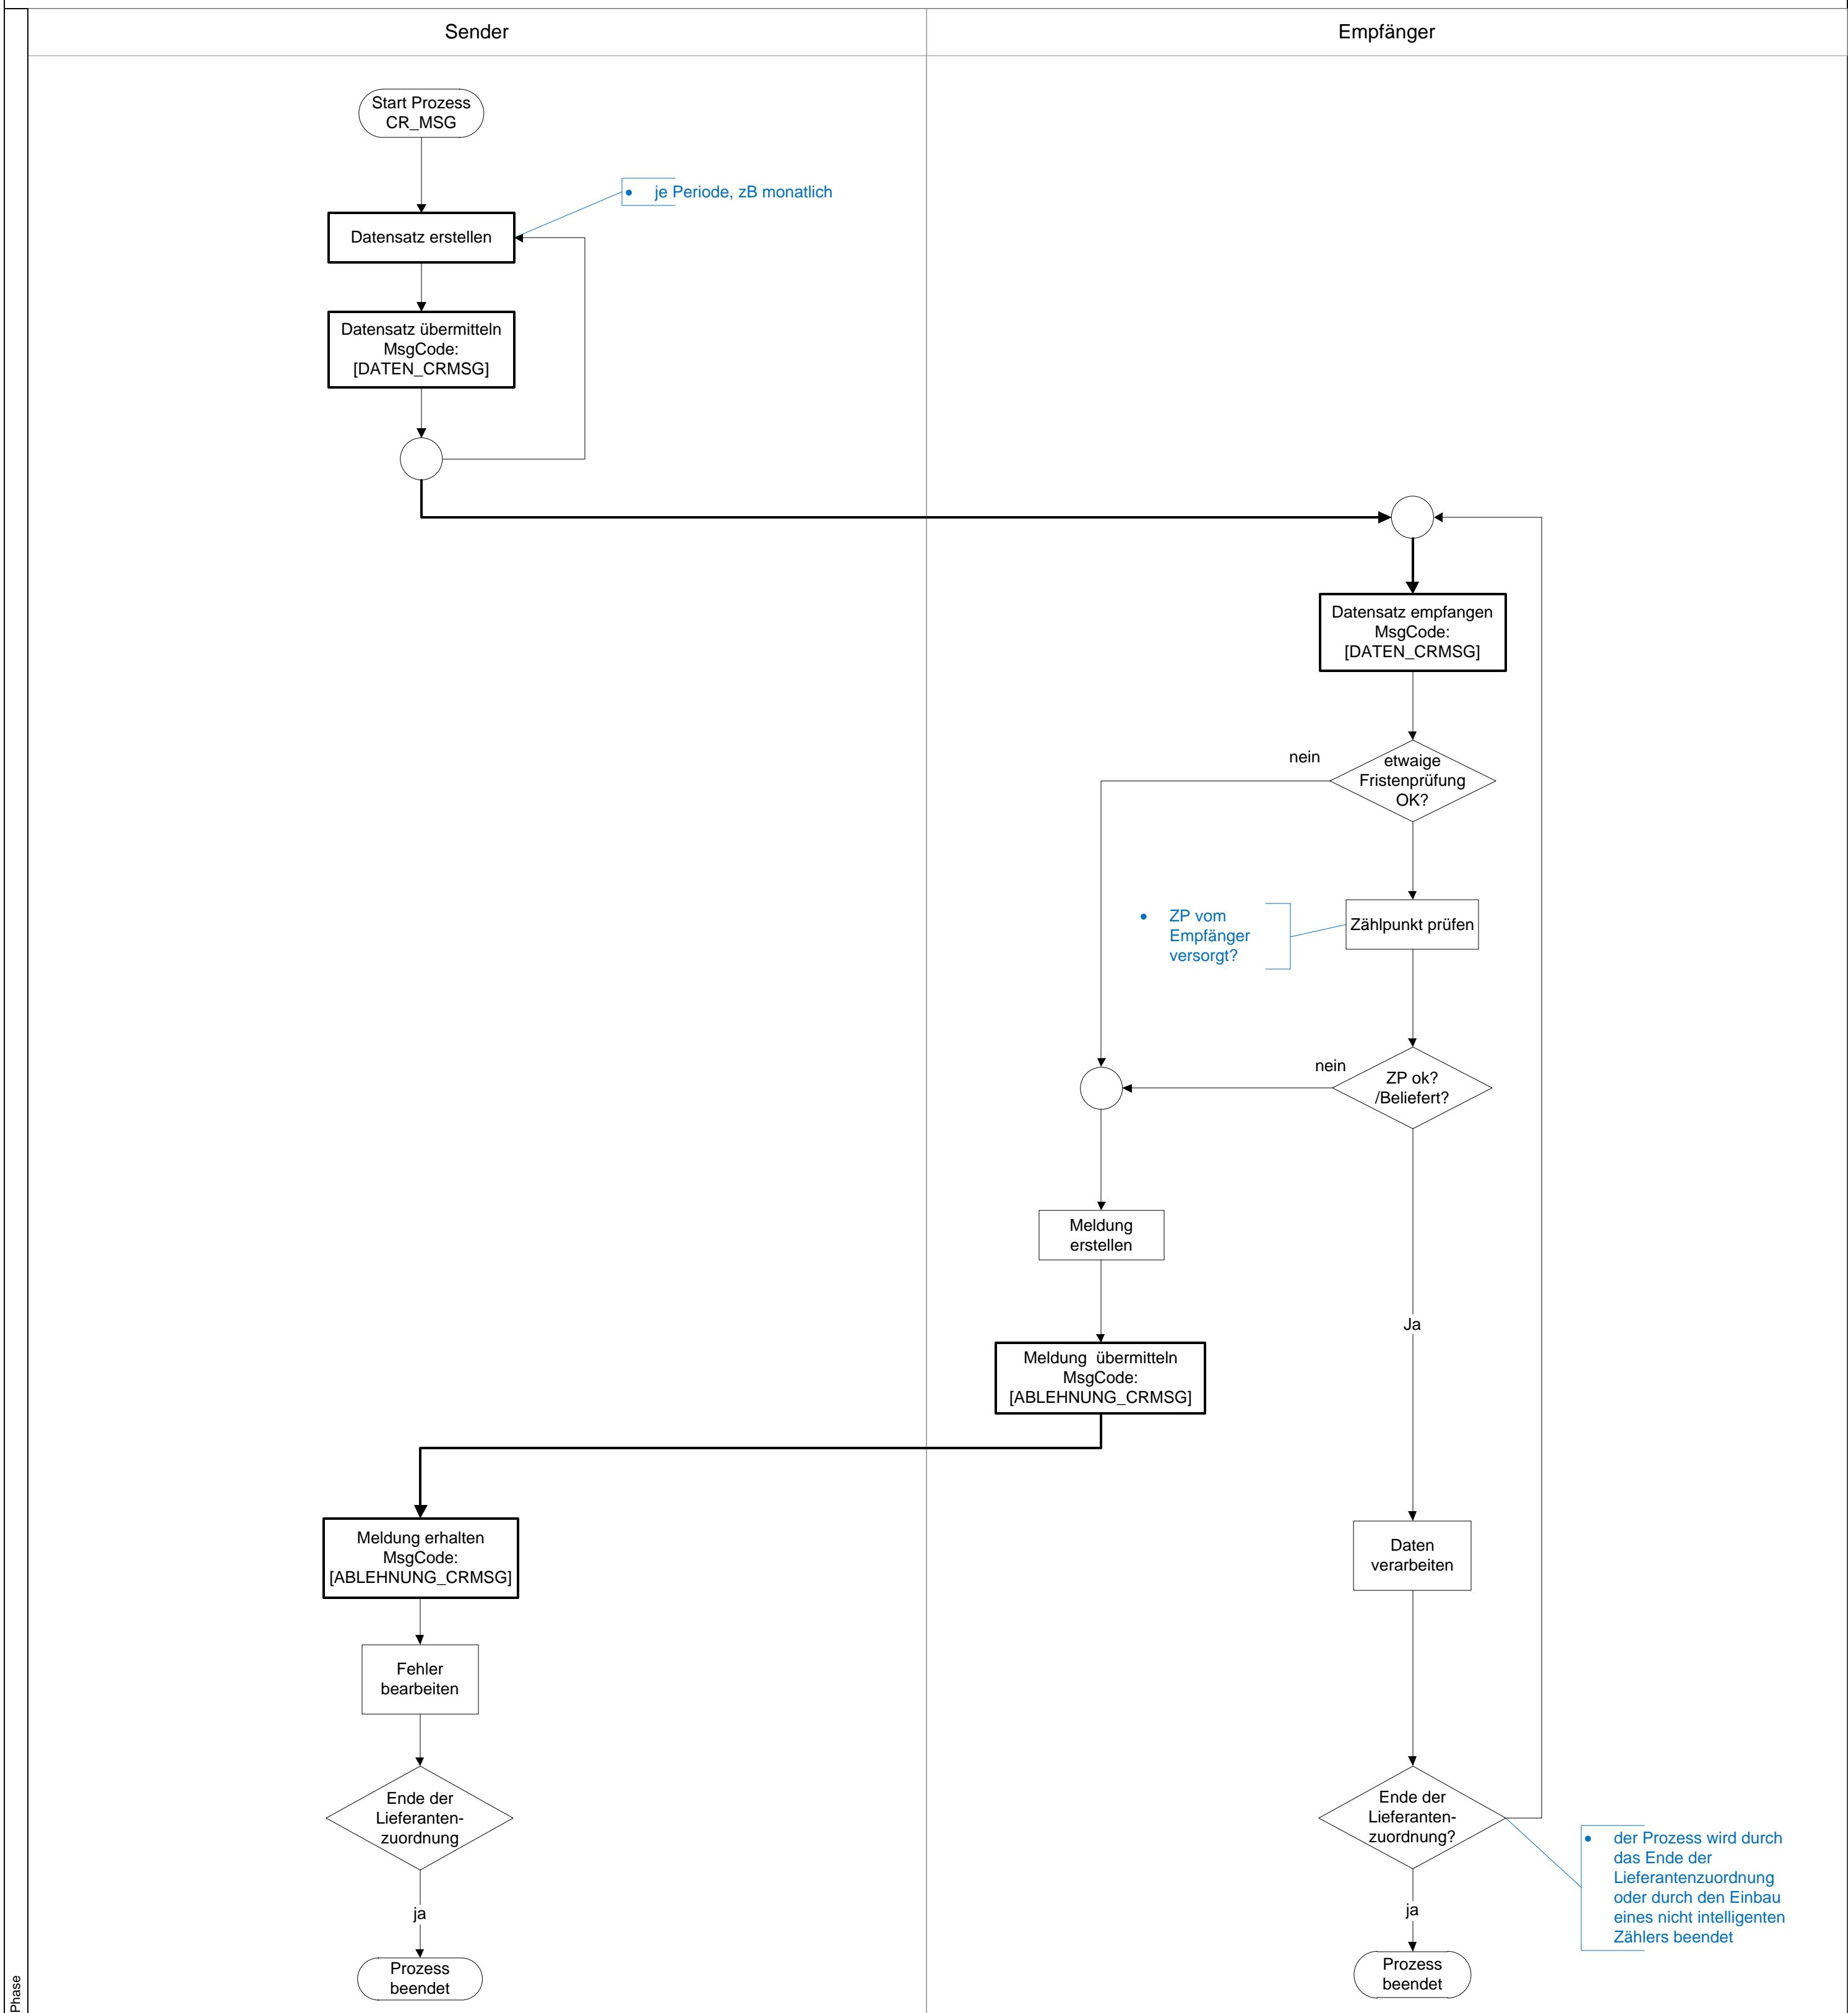 Sender
Empfänger
Start Prozess
CR_MSG
• je Periode, zB monatlich
Datensatz erstellen
Datensatz übermitteln
MsgCode:
[DATEN_CRMSG]
Datensatz empfangen
MsgCode:
[DATEN_CRMSG]
nein
etwaige
Fristenprüfung
OK?
• ZP vom
Empfänger
versorgt?
Zählpunkt prüfen
nein
ZP ok?
/Beliefert?
Meldung
erstellen
Ja
Meldung übermitteln
MsgCode:
[ABLEHNUNG_CRMSG]
Meldung erhalten
MsgCode:
[ABLEHNUNG_CRMSG]
Daten
verarbeiten
Fehler
bearbeiten
Ende der
Lieferanten-
zuordnung
Ende der
Lieferanten-
zuordnung?
• der Prozess wird durch
das Ende der
Lieferantenzuordnung
oder durch den Einbau
eines nicht intelligenten
Zählers beendet
ja
ja
Prozess
beendet
Prozess
beendet
Phase